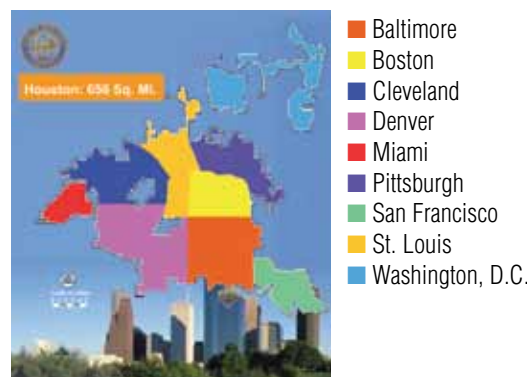 Houston: 656 Sq. Mi.
Baltimore
Boston
Cleveland
Denver
Miami
Pittsburgh
San Francisco
St. Louis
Washington, D.C.